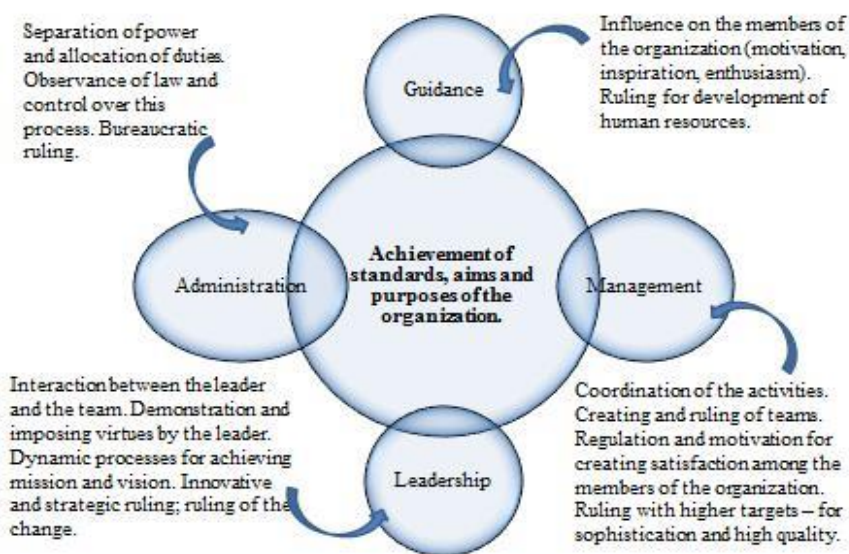 Separation of power
and allocation of duties.
Observance of law and
control over this
process. Bureaucratic
ruling.
Influence on the members of
the organization (motivation,
inspiration, enthusiasm).
Ruling for development of
human resources.
Guidance
Administration
Achievement of
standards, aims and
purposes of the
organization.
Management
Interaction between the leader
and the team. Demonstration and
imposing virtues by the leader.
Dynamic processes for achieving
mission and vision. Innovative
and strategic ruling; ruling of the
change.
Leadership
Coordination of the activities.
Creating and ruling of teams.
Regulation and motivation for
creating satisfaction among the
members of the organization.
Ruling with higher targets – for
sophistication and high quality.